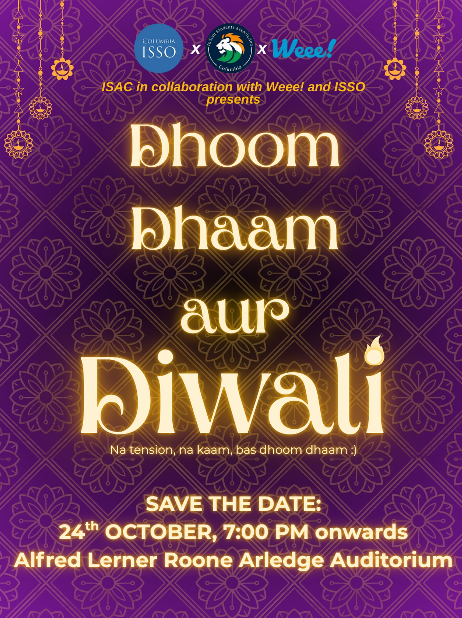 COLUMBIA
ISSO
x
x
Weee!
ISAC in collaboration with Weee! and ISSO
presents
Dhoom
Dhaam
aur
Diwali
Na tension, na kaam, bas dhoom dhaam :)
SAVE THE DATE:
24th OCTOBER, 7:00 PM onwards
Alfred Lerner Roone Arledge Auditorium